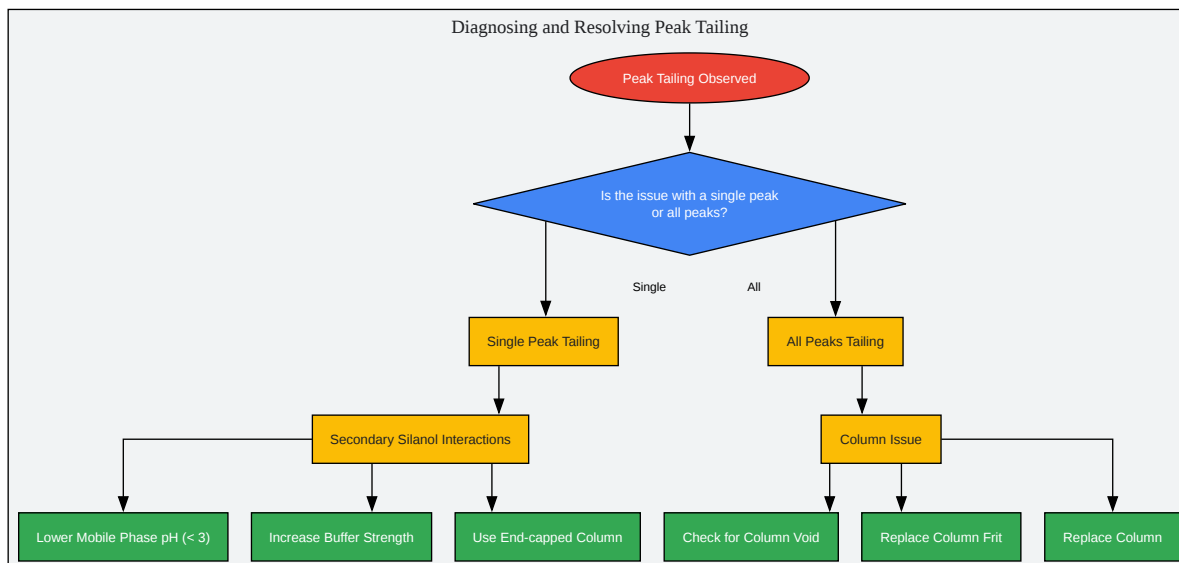 Diagnosing and Resolving Peak Tailing
Peak Tailing Observed
Is the issue with a single peak
or all peaks?
Single
All
Single Peak Tailing
All Peaks Tailing
Secondary Silanol Interactions
Column Issue
Lower Mobile Phase pH (< 3)
Increase Buffer Strength
Use End-capped Column
Check for Column Void
Replace Column Frit
Replace Column